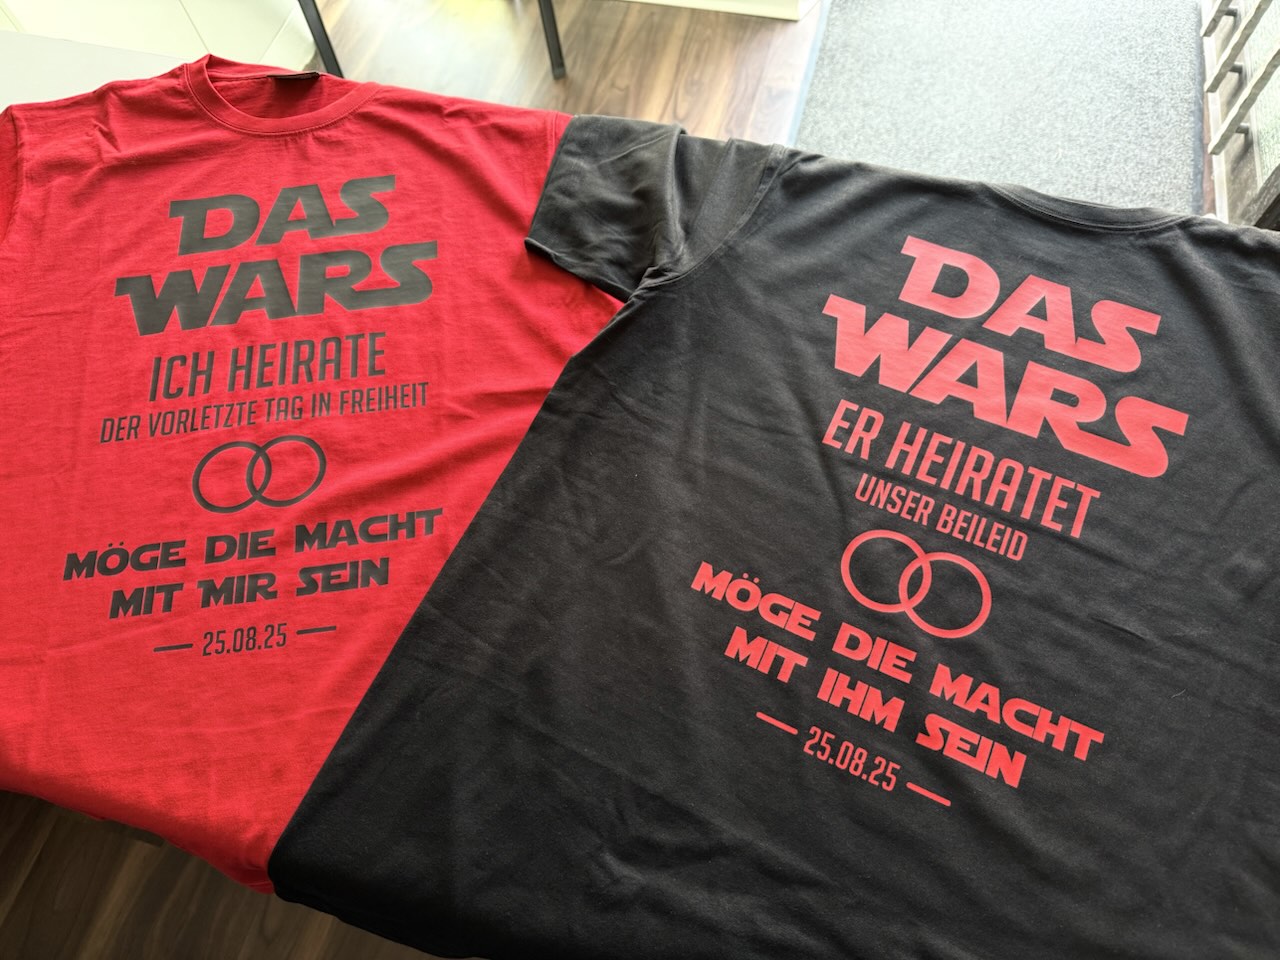 DAS
WARS
ICH HEIRATE
DER VORLETZTE TAG IN FREIHEIT
MÖGE DIE MACHT
MIT MIR SEIN
25.08.25
DAS
WARS
ER HEIRATET
UNSER BEILEID
MÖGE DIE MACHT
MIT IHM SEIN
25.08.25